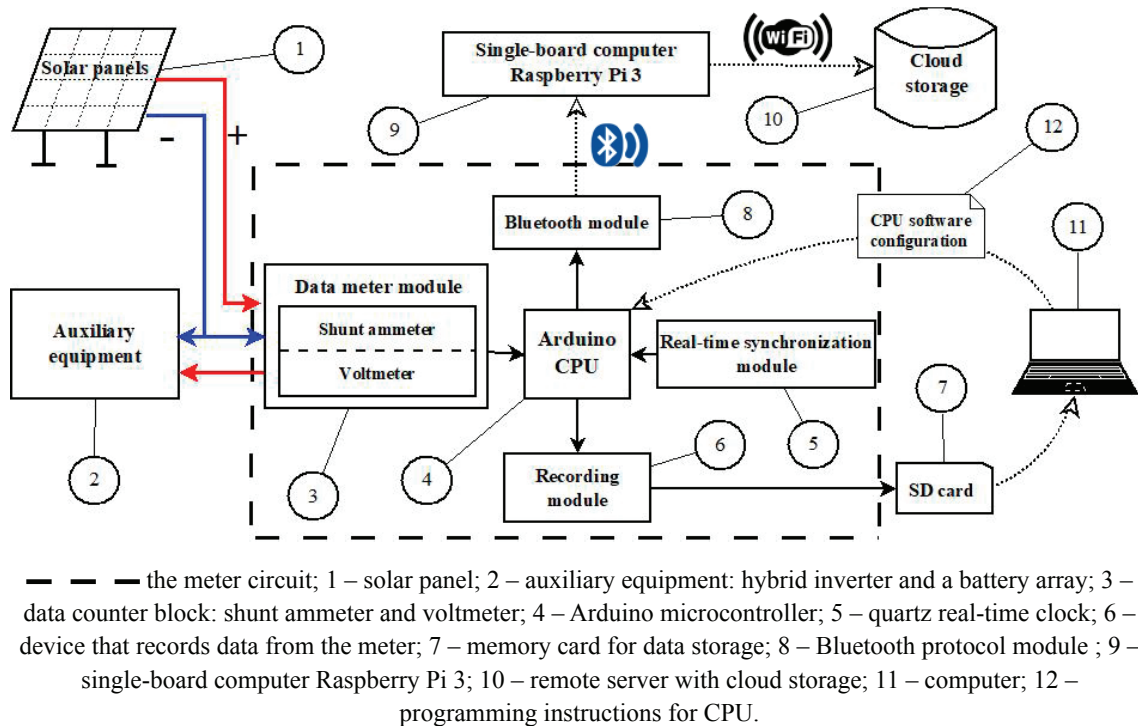 1
Solar panels
-
+
Single-board computer
Raspberry Pi 3
WiFi
Cloud
storage
9
10
12
Bluetooth module
8
CPU software
configuration
11
Data meter module
Shunt ammeter
Voltmeter
Auxiliary
equipment
Arduino
CPU
Real-time synchronization
module
2
3
4
5
6
7
Recording
module
SD card
the meter circuit; 1 – solar panel; 2 – auxiliary equipment: hybrid inverter and a battery array; 3 –
data counter block: shunt ammeter and voltmeter; 4 – Arduino microcontroller; 5 – quartz real-time clock; 6 –
device that records data from the meter; 7 – memory card for data storage; 8 – Bluetooth protocol module ; 9 –
single-board computer Raspberry Pi 3; 10 – remote server with cloud storage; 11 – computer; 12 –
programming instructions for CPU.